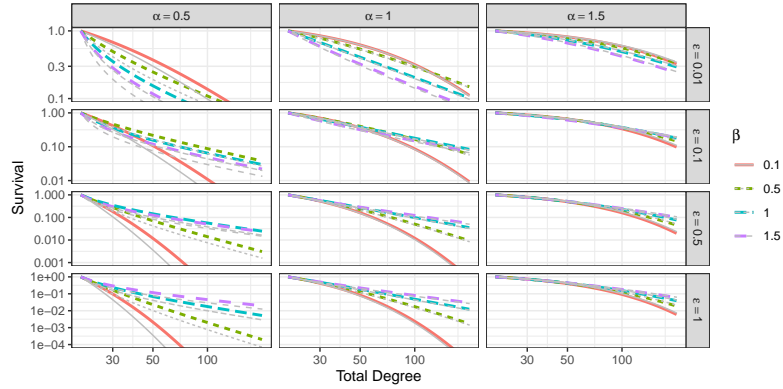 α = 0.5
α = 1
α = 1.5
Survival
1.0
0.3
0.1
ε = 0.01
1.00
0.10
0.01
ε = 0.1
1.000
0.100
0.010
0.001
ε = 0.5
1e+00
1e−01
1e−02
1e−03
1e−04
ε = 1
30
50
100
30
50
100
30
50
100
Total Degree
β
0.1
0.5
1
1.5